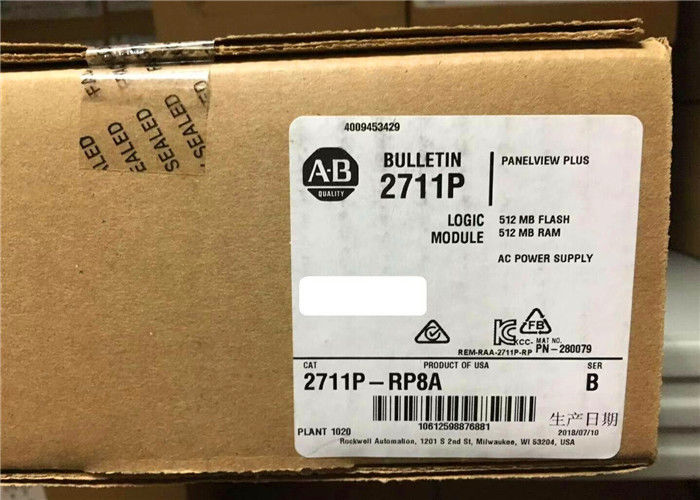 SEALED
SEALED
SEALED
SEALED
4009453429
A-B
QUALITY
BULLETIN
2711P
PANELVIEW PLUS
LOGIC
MODULE
512 MB FLASH
512 MB RAM
AC POWER SUPPLY
FB
KCC-
REM-RAA-2711P-RP
MAT NO.
PN-280079
CAT
PRODUCT OF USA
SER
2711P-RP8A
B
10612598876881
生产日期
2018/07/10
PLANT 1020
Rockwell Automation, 1201 S 2nd St, Milwaukee, WI 53204, USA